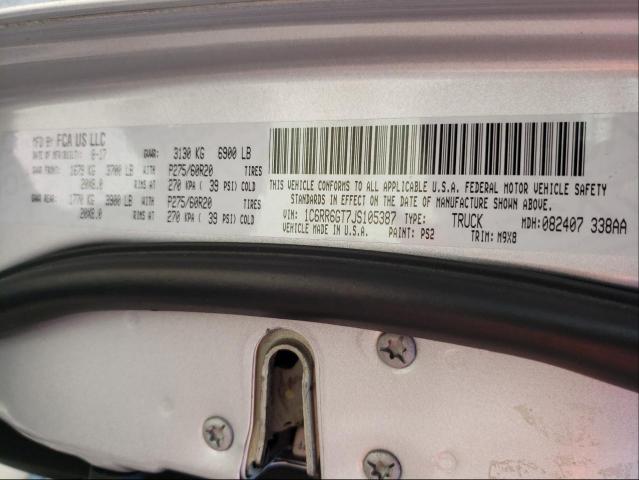 MFD BY: FCA US LLC
DATE OF MFR/BUILT: 8-17 GVWR: 3130 KG 6900 LB
GAWR FRONT: 1679 KG 3700 LB WITH P275/60R20 TIRES
20X8.0 RIMS AT 270 KPA ( 39 PSI) COLD
GAWR REAR: 1770 KG 3900 LB WITH P275/60R20 TIRES
20X8.0 RIMS AT 270 KPA ( 39 PSI) COLD
THIS VEHICLE CONFORMS TO ALL APPLICABLE U.S.A. FEDERAL MOTOR VEHICLE SAFETY
STANDARDS IN EFFECT ON THE DATE OF MANUFACTURE SHOWN ABOVE.
VIN: 1C6RR6GT7JS105387 TYPE: TRUCK MDH: 082407 338AA
VEHICLE MADE IN U.S.A. PAINT: PS2 TRIM: M9X8